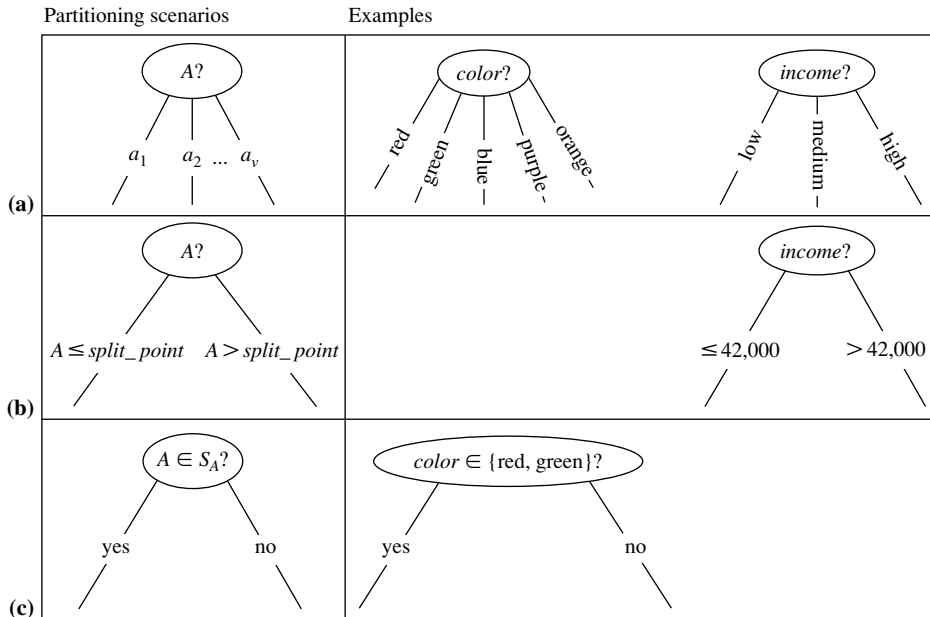 Partitioning scenarios Examples
A? color? income?
a1 a2 ... av red green blue purple orange low medium high
(a)
A? income?
A ≤ split_point A > split_point ≤ 42,000 > 42,000
(b)
A ∈ SA? color ∈ {red, green}?
yes no yes no
(c)